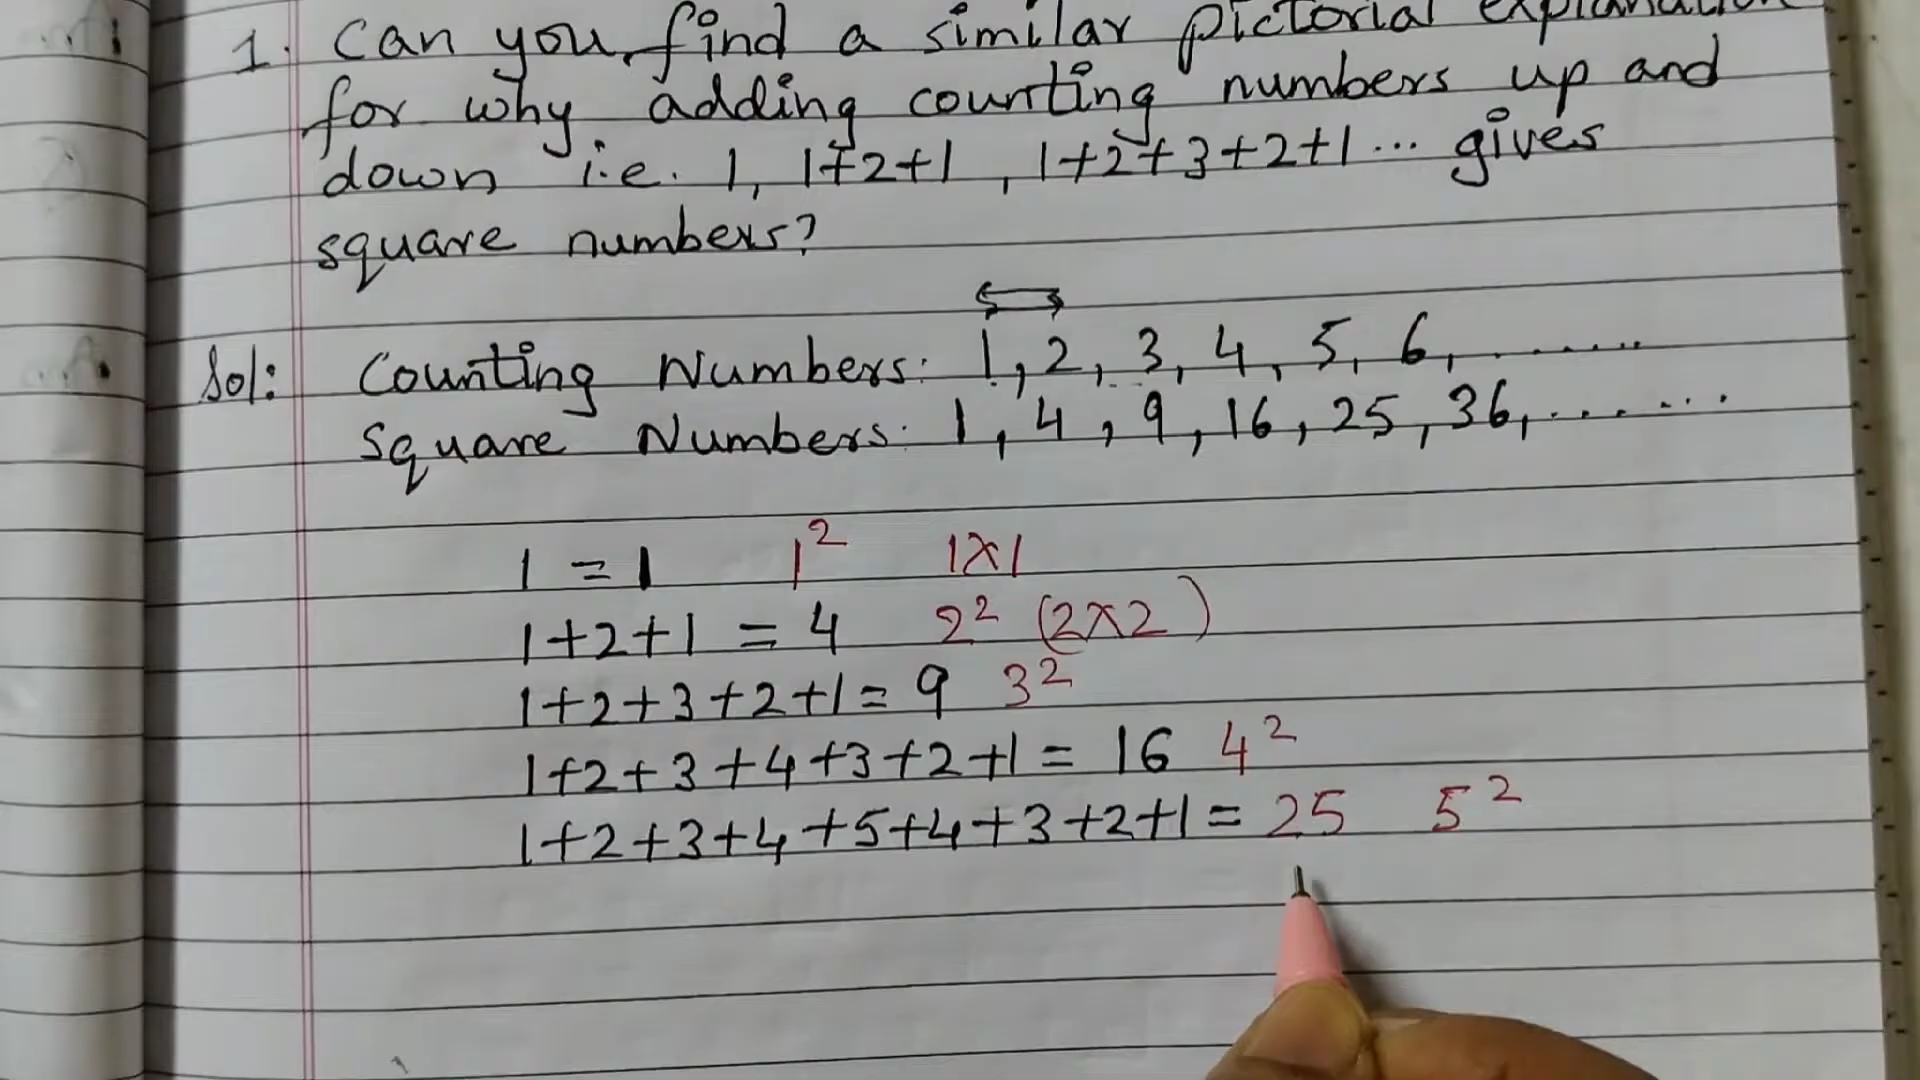 1. Can you find a similar pictorial explanation
for why adding counting numbers up and
down i.e. 1, 1+2+1, 1+2+3+2+1... gives
square numbers?
Sol: Counting Numbers: 1, 2, 3, 4, 5, 6, .......
Square Numbers: 1, 4, 9, 16, 25, 36, .......
1 = 1 1² 1×1
1+2+1 = 4 2² (2×2)
1+2+3+2+1 = 9 3²
1+2+3+4+3+2+1 = 16 4²
1+2+3+4+5+4+3+2+1 = 25 5²